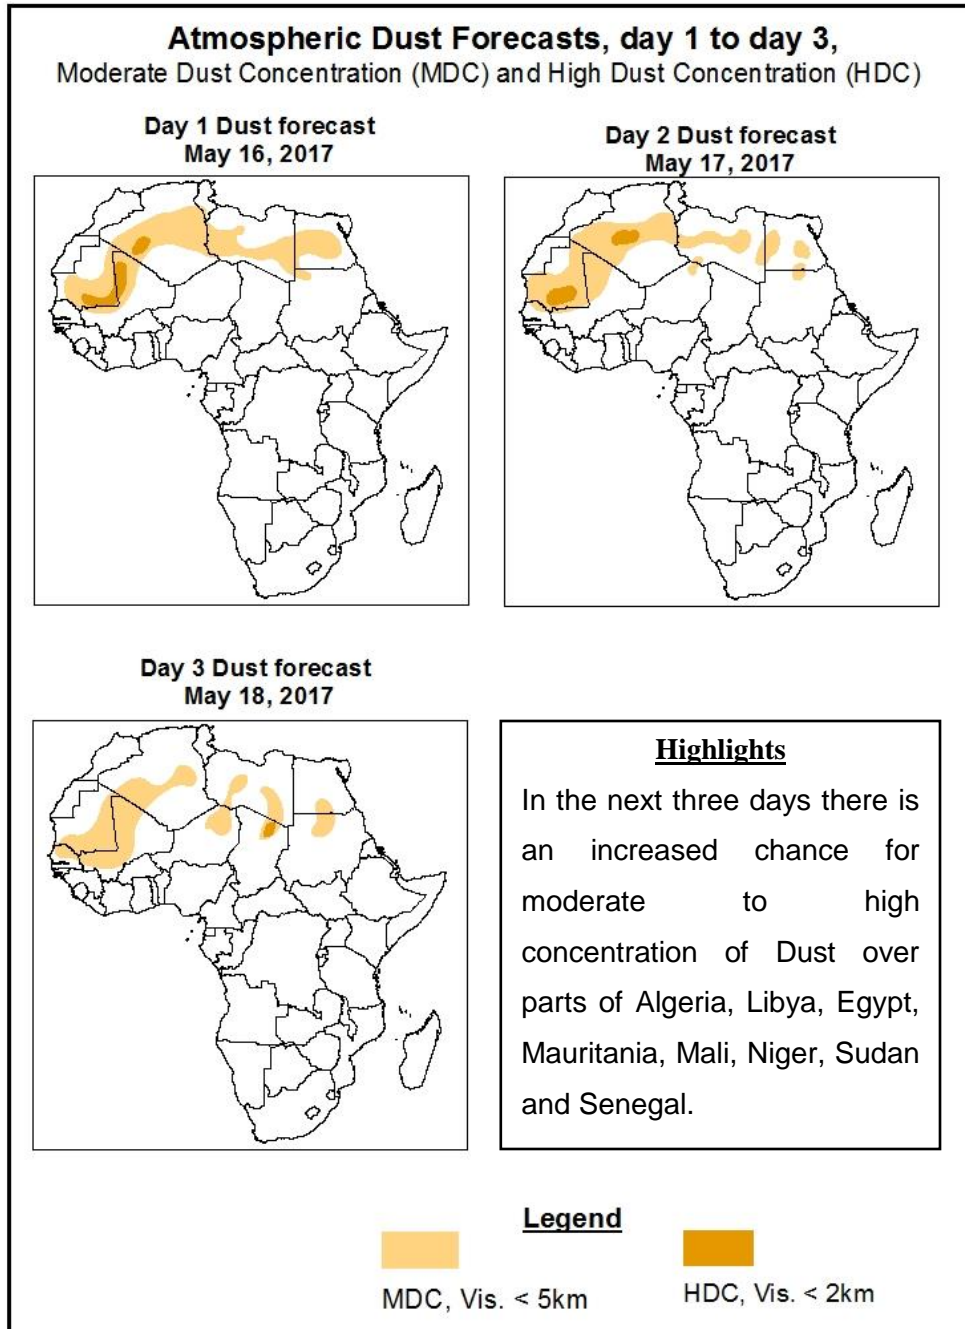 Atmospheric Dust Forecasts, day 1 to day 3,
Moderate Dust Concentration (MDC) and High Dust Concentration (HDC)
Day 1 Dust forecast
May 16, 2017
Day 2 Dust forecast
May 17, 2017
Day 3 Dust forecast
May 18, 2017
Highlights
In the next three days there is
an increased chance for
moderate to high
concentration of Dust over
parts of Algeria, Libya, Egypt,
Mauritania, Mali, Niger, Sudan
and Senegal.
Legend
MDC, Vis. < 5km
HDC, Vis. < 2km